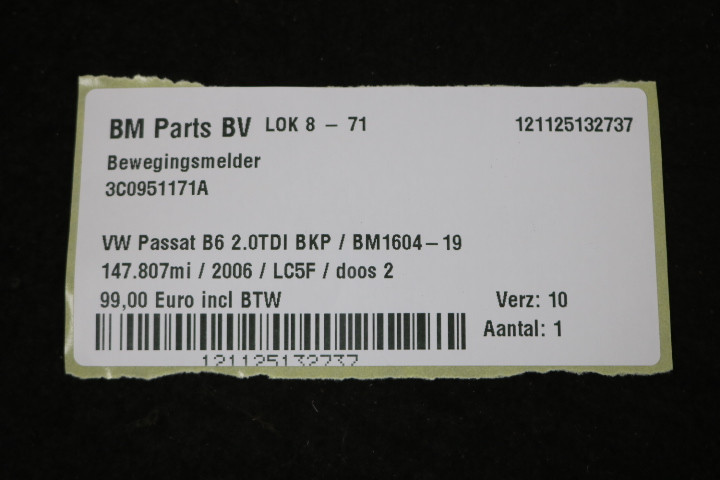 BM Parts BV LOK 8 - 71 121125132737
Bewegingsmelder
3C0951171A
VW Passat B6 2.0TDI BKP / BM1604-19
147.807mi / 2006 / LC5F / doos 2
99,00 Euro incl BTW Verz: 10
Aantal: 1
121125132737